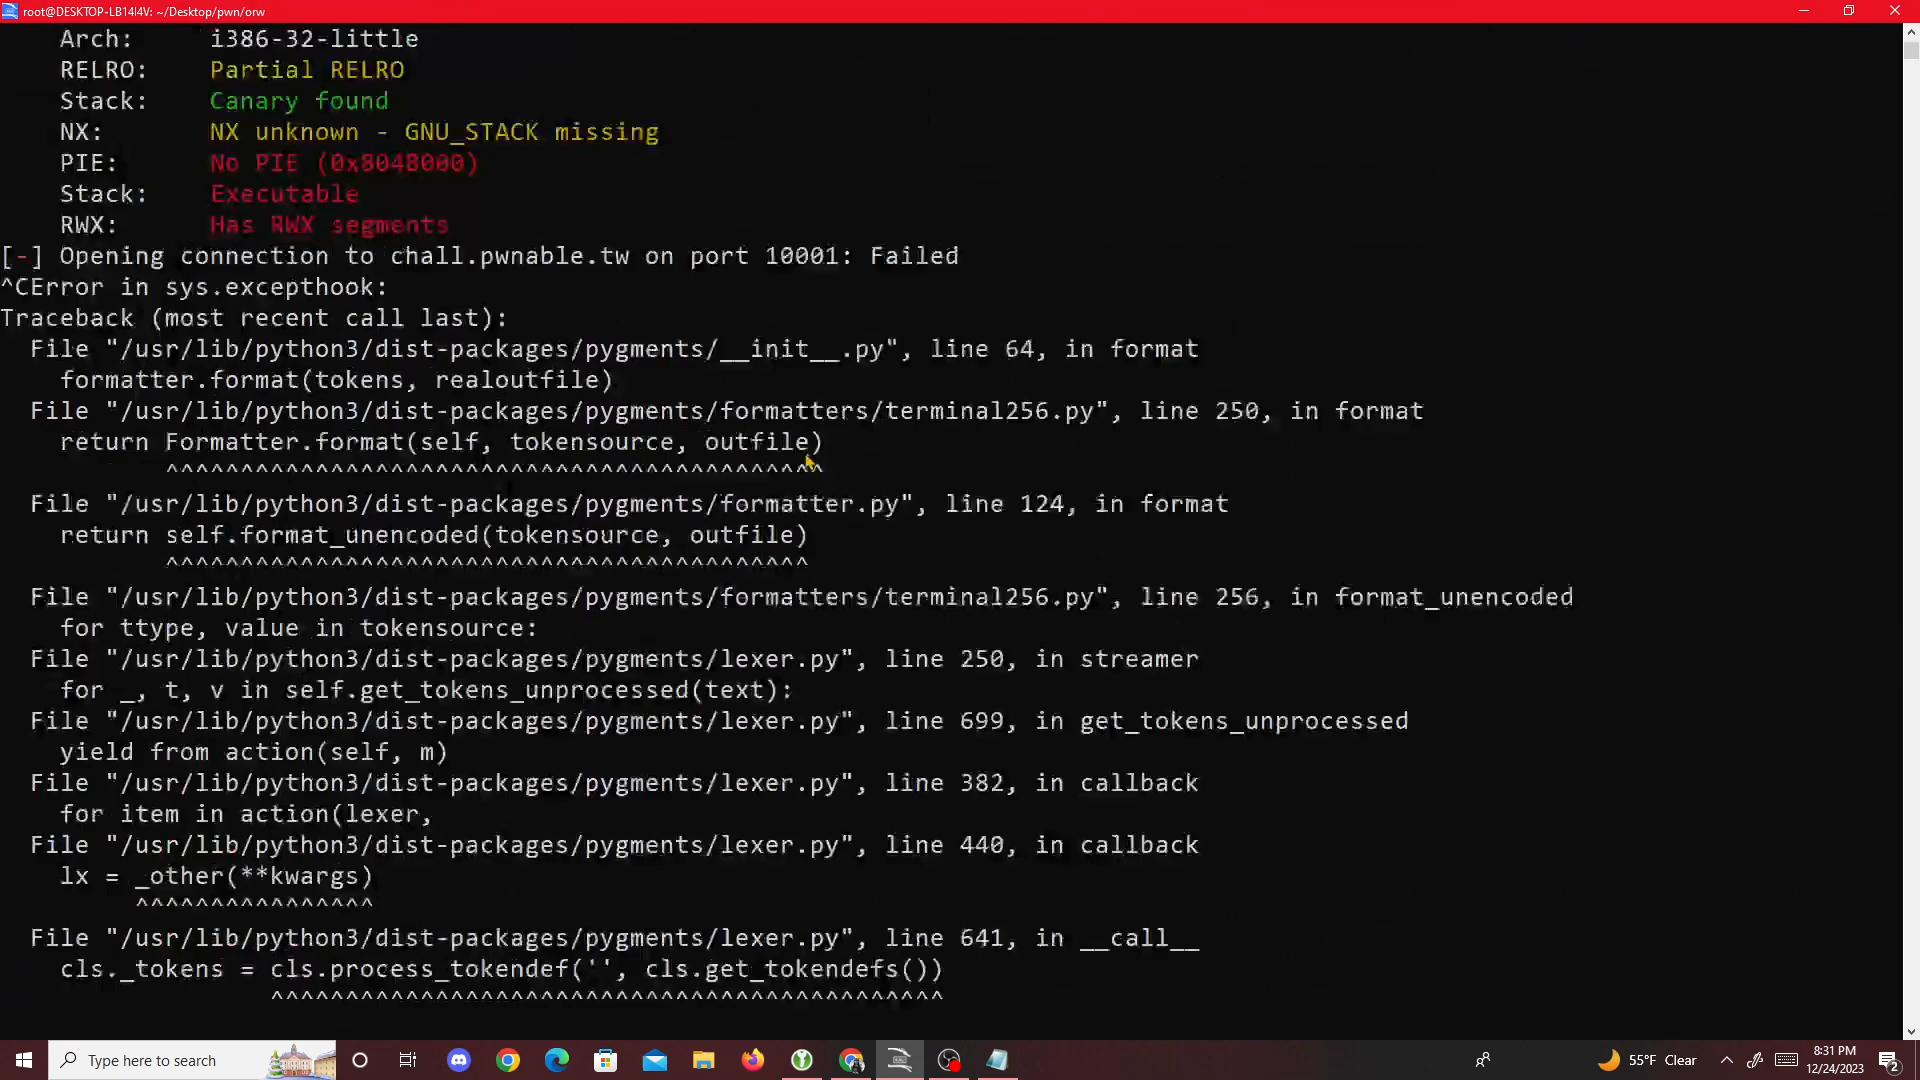 root@DESKTOP-LB14I4V: ~/Desktop/pwn/orw
Arch: i386-32-little
RELRO: Partial RELRO
Stack: Canary found
NX: NX unknown - GNU_STACK missing
PIE: No PIE (0x8048000)
Stack: Executable
RWX: Has RWX segments
[-] Opening connection to chall.pwnable.tw on port 10001: Failed
^CError in sys.excepthook:
Traceback (most recent call last):
File "/usr/lib/python3/dist-packages/pygments/__init__.py", line 64, in format
formatter.format(tokens, realoutfile)
File "/usr/lib/python3/dist-packages/pygments/formatters/terminal256.py", line 250, in format
return Formatter.format(self, tokensource, outfile)
^^^^^^^^^^^^^^^^^^^^^^^^^^^^^^^^^^^^^^^^^^^^
File "/usr/lib/python3/dist-packages/pygments/formatter.py", line 124, in format
return self.format_unencoded(tokensource, outfile)
^^^^^^^^^^^^^^^^^^^^^^^^^^^^^^^^^^^^^^^^^^^
File "/usr/lib/python3/dist-packages/pygments/formatters/terminal256.py", line 256, in format_unencoded
for ttype, value in tokensource:
File "/usr/lib/python3/dist-packages/pygments/lexer.py", line 250, in streamer
for _, t, v in self.get_tokens_unprocessed(text):
File "/usr/lib/python3/dist-packages/pygments/lexer.py", line 699, in get_tokens_unprocessed
yield from action(self, m)
File "/usr/lib/python3/dist-packages/pygments/lexer.py", line 382, in callback
for item in action(lexer,
File "/usr/lib/python3/dist-packages/pygments/lexer.py", line 440, in callback
lx = _other(**kwargs)
^^^^^^^^^^^^^^^^
File "/usr/lib/python3/dist-packages/pygments/lexer.py", line 641, in __call__
cls._tokens = cls.process_tokendef('', cls.get_tokendefs())
^^^^^^^^^^^^^^^^^^^^^^^^^^^^^^^^^^^^^^^^^^^^^
Type here to search
55°F Clear
8:31 PM
12/24/2023
2